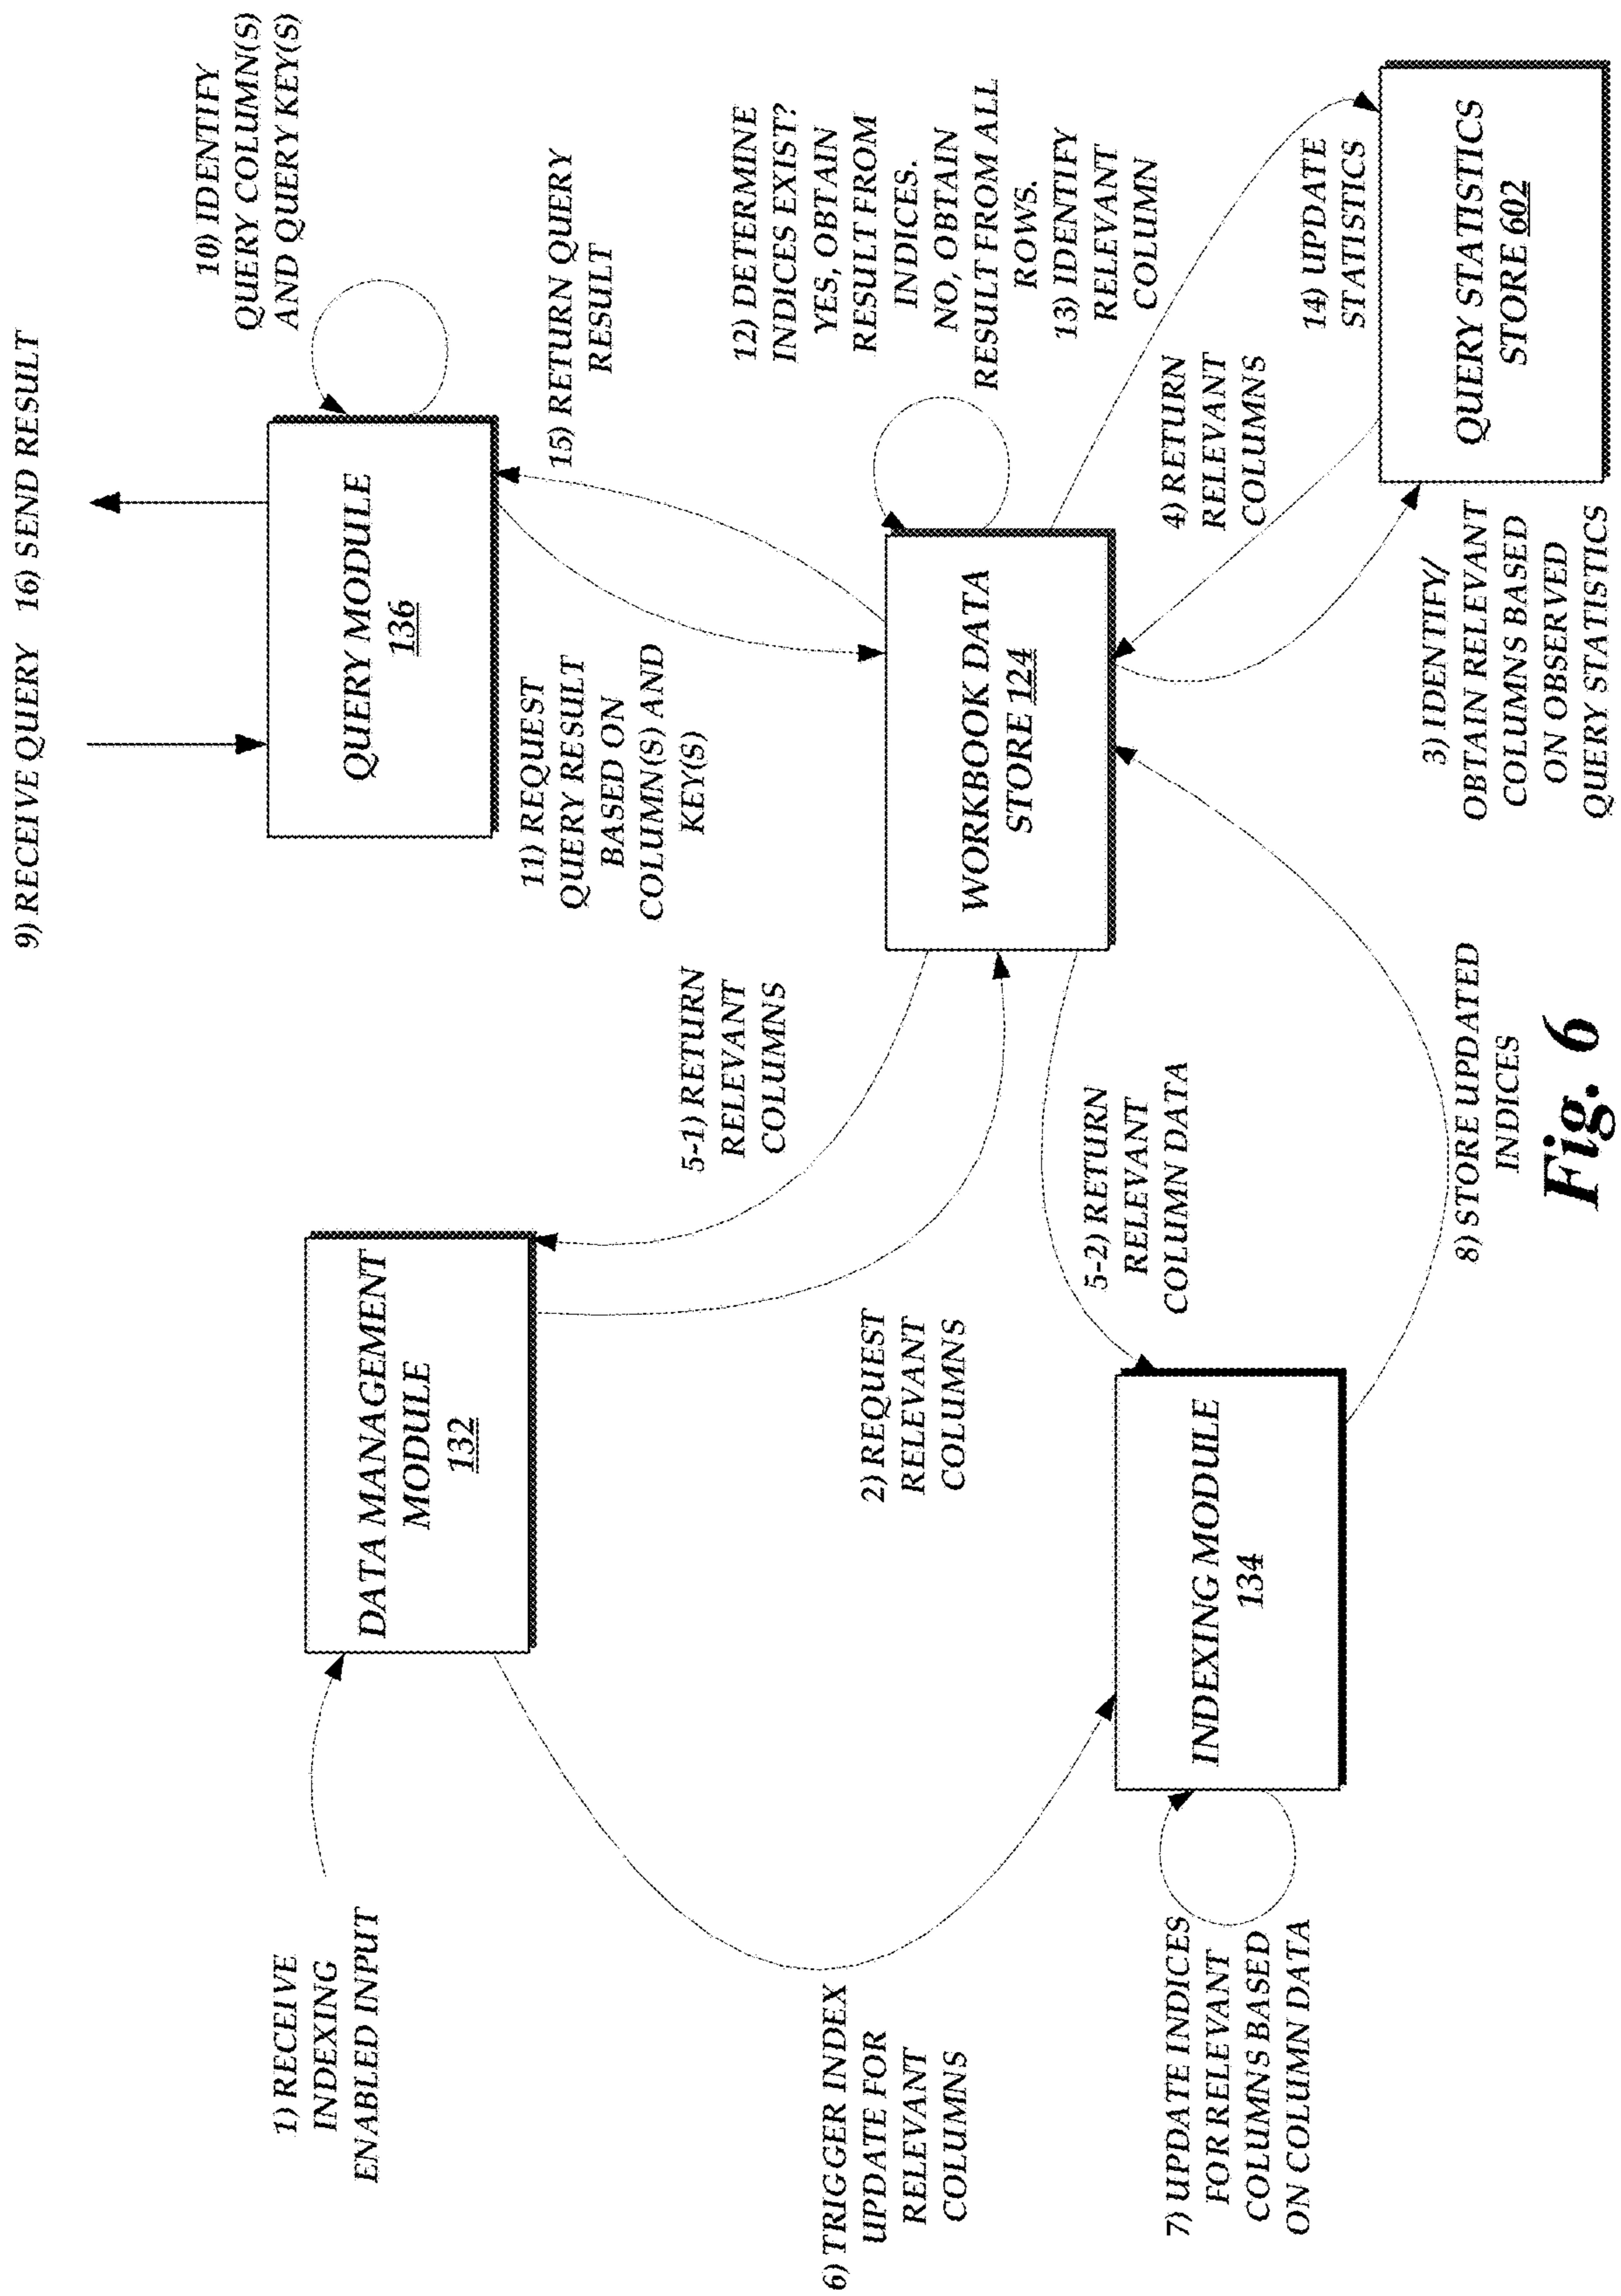 9) RECEIVE QUERY 16) SEND RESULT
10) IDENTIFY
QUERY COLUMN(S)
AND QUERY KEY(S)
1) RECEIVE
INDEXING
ENABLED INPUT
DATA MANAGEMENT
MODULE
132
QUERY MODULE
136
15) RETURN QUERY
RESULT
11) REQUEST
QUERY RESULT
BASED ON
COLUMN(S) AND
KEY(S)
5-1) RETURN
RELEVANT
COLUMNS
12) DETERMINE
INDICES EXIST?
YES, OBTAIN
RESULT FROM
INDICES.
NO, OBTAIN
RESULT FROM ALL
ROWS.
13) IDENTIFY
RELEVANT
COLUMN
6) TRIGGER INDEX
UPDATE FOR
RELEVANT
COLUMNS
2) REQUEST
RELEVANT
COLUMNS
WORKBOOK DATA
STORE 124
5-2) RETURN
RELEVANT
COLUMN DATA
4) RETURN
RELEVANT
COLUMNS
7) UPDATE INDICES
FOR RELEVANT
COLUMNS BASED
ON COLUMN DATA
INDEXING MODULE
134
14) UPDATE
STATISTICS
3) IDENTIFY/
OBTAIN RELEVANT
COLUMNS BASED
ON OBSERVED
QUERY STATISTICS
QUERY STATISTICS
STORE 602
8) STORE UPDATED
INDICES
Fig. 6